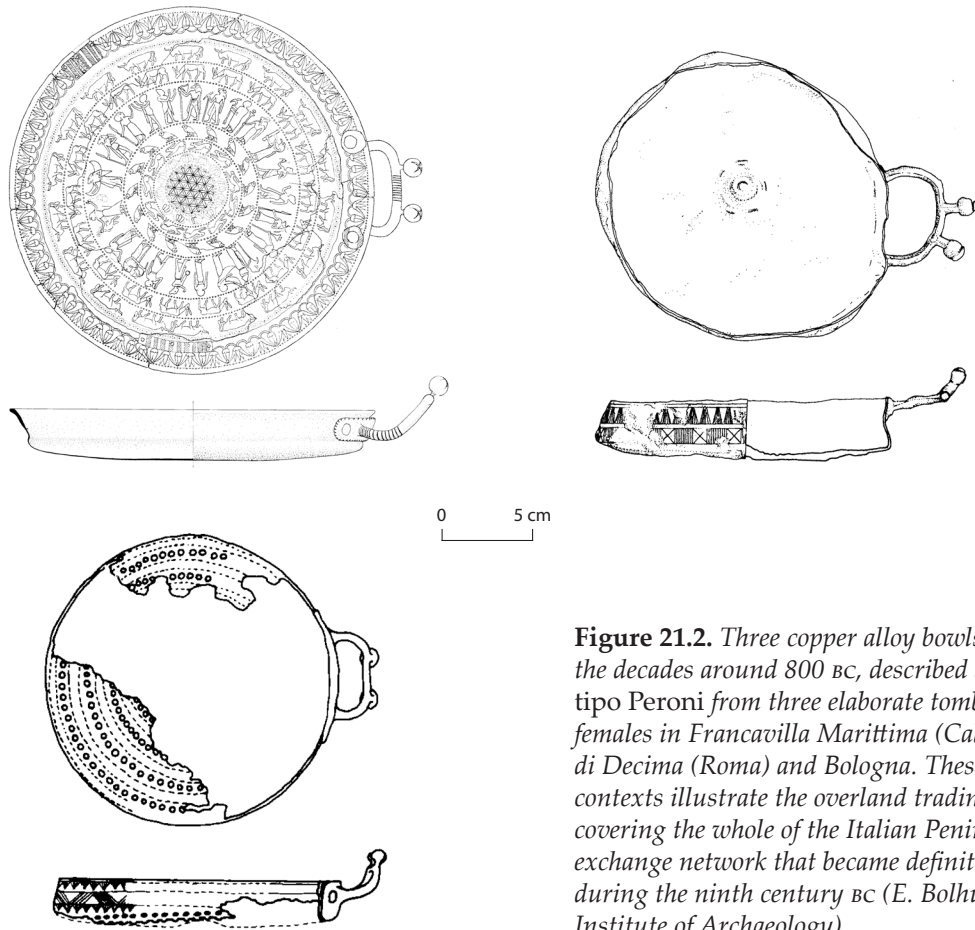 0 5 cm
Figure 21.2. Three copper alloy bowls
the decades around 800 BC, described
tipo Peroni from three elaborate tomb
females in Francavilla Marittima (Ca
di Decima (Roma) and Bologna. These
contexts illustrate the overland tradin
covering the whole of the Italian Penin
exchange network that became definit
during the ninth century BC (E. Bolhu
Institute of Archaeology)